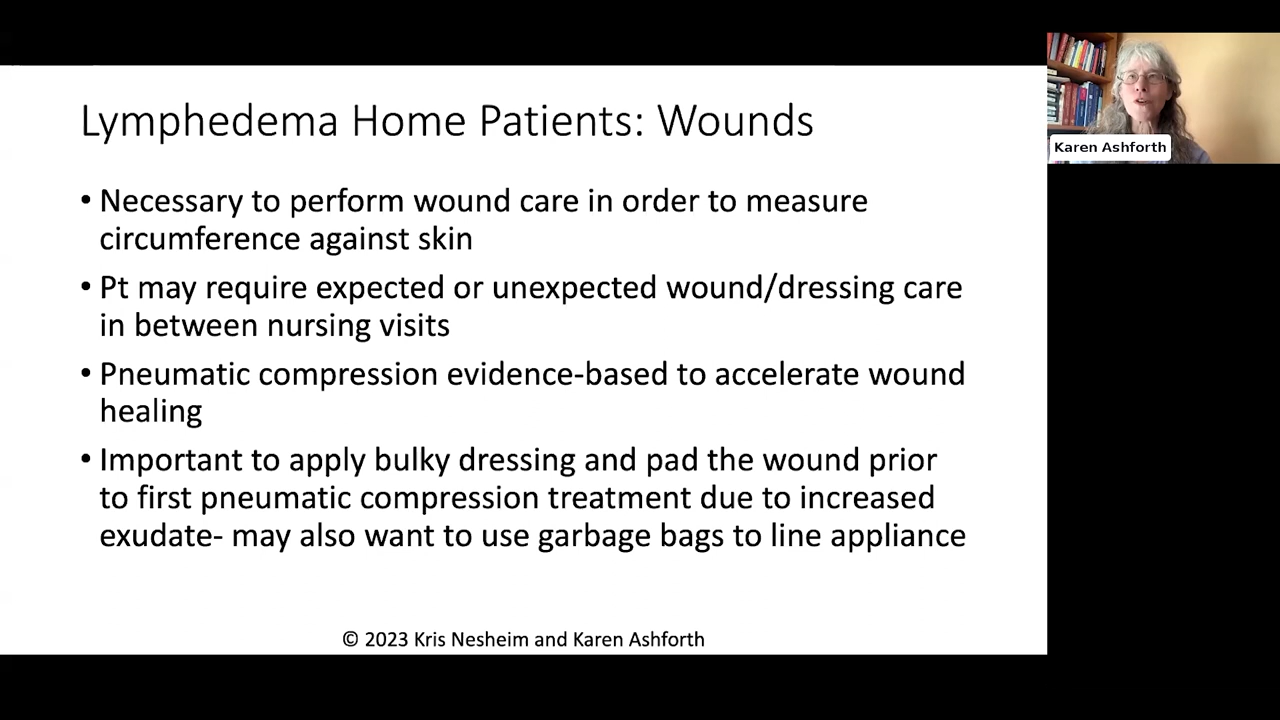 Lymphedema Home Patients: Wounds
• Necessary to perform wound care in order to measure
circumference against skin
• Pt may require expected or unexpected wound/dressing care
in between nursing visits
• Pneumatic compression evidence-based to accelerate wound
healing
• Important to apply bulky dressing and pad the wound prior
to first pneumatic compression treatment due to increased
exudate- may also want to use garbage bags to line appliance
© 2023 Kris Nesheim and Karen Ashforth
Karen Ashforth